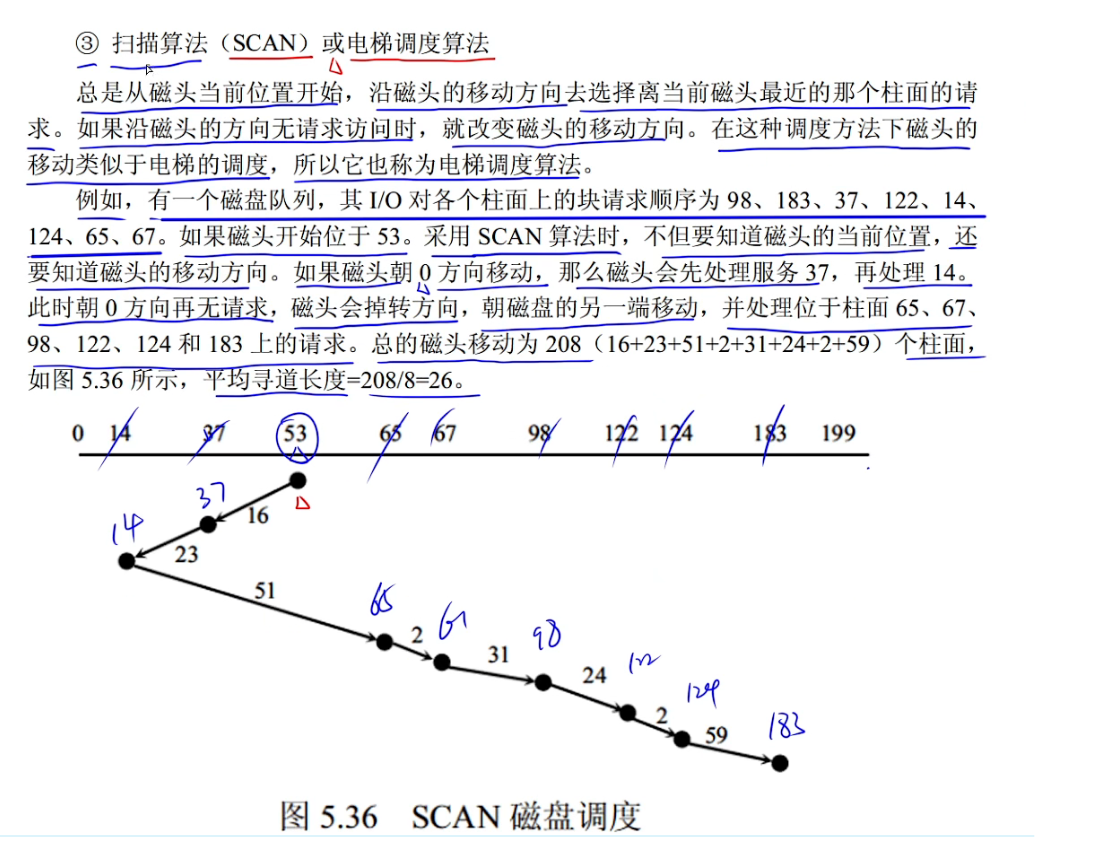 ③ 扫描算法（SCAN）或电梯调度算法
总是从磁头当前位置开始，沿磁头的移动方向去选择离当前磁头最近的那个柱面的请
求。如果沿磁头的方向无请求访问时，就改变磁头的移动方向。在这种调度方法下磁头的
移动类似于电梯的调度，所以它也称为电梯调度算法。
例如，有一个磁盘队列，其 I/O 对各个柱面上的块请求顺序为 98、183、37、122、14、
124、65、67。如果磁头开始位于 53。采用 SCAN 算法时，不但要知道磁头的当前位置，还
要知道磁头的移动方向。如果磁头朝 0 方向移动，那么磁头会先处理服务 37，再处理 14。
此时朝 0 方向再无请求，磁头会掉转方向，朝磁盘的另一端移动，并处理位于柱面 65、67、
98、122、124 和 183 上的请求。总的磁头移动为 208（16+23+51+2+31+24+2+59）个柱面，
如图 5.36 所示，平均寻道长度=208/8=26。
0 14 37 53 65 67 98 122 124 183 199
37
16
14
23
51
65
2
67
31
98
24
122
2
124
59
183
图 5.36 SCAN 磁盘调度